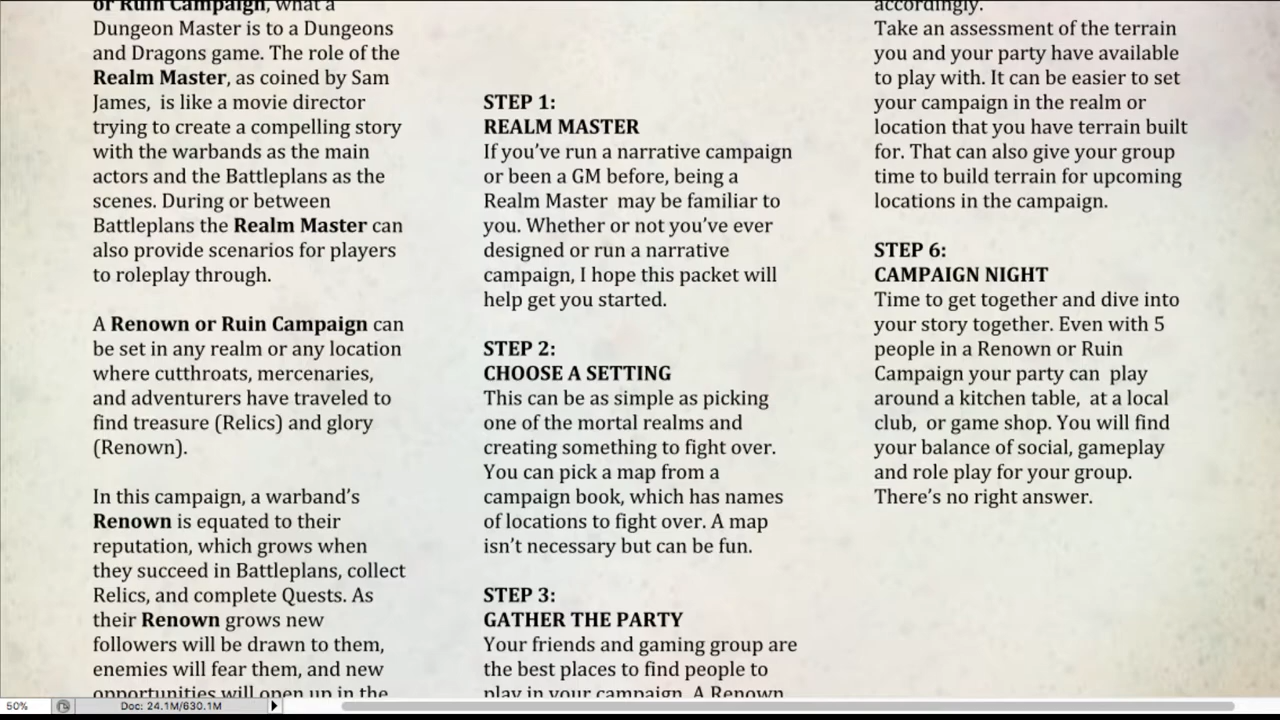 or Ruin Campaign, what a
Dungeon Master is to a Dungeons
and Dragons game. The role of the
Realm Master, as coined by Sam
James,  is like a movie director
trying to create a compelling story
with the warbands as the main
actors and the Battleplans as the
scenes. During or between
Battleplans the Realm Master can
also provide scenarios for players
to roleplay through.
A Renown or Ruin Campaign can
be set in any realm or any location
where cutthroats, mercenaries,
and adventurers have traveled to
find treasure (Relics) and glory
(Renown).
In this campaign, a warband’s
Renown is equated to their
reputation, which grows when
they succeed in Battleplans, collect
Relics, and complete Quests. As
their Renown grows new
followers will be drawn to them,
enemies will fear them, and new
opportunities will open up in the
STEP 1:
REALM MASTER
If you’ve run a narrative campaign
or been a GM before, being a
Realm Master  may be familiar to
you. Whether or not you’ve ever
designed or run a narrative
campaign, I hope this packet will
help get you started.
STEP 2:
CHOOSE A SETTING
This can be as simple as picking
one of the mortal realms and
creating something to fight over.
You can pick a map from a
campaign book, which has names
of locations to fight over. A map
isn’t necessary but can be fun.
STEP 3:
GATHER THE PARTY
Your friends and gaming group are
the best places to find people to
play in your campaign. A Renown
accordingly.
Take an assessment of the terrain
you and your party have available
to play with. It can be easier to set
your campaign in the realm or
location that you have terrain built
for. That can also give your group
time to build terrain for upcoming
locations in the campaign.
STEP 6:
CAMPAIGN NIGHT
Time to get together and dive into
your story together. Even with 5
people in a Renown or Ruin
Campaign your party can  play
around a kitchen table,  at a local
club,  or game shop. You will find
your balance of social, gameplay
and role play for your group.
There’s no right answer.
50%
Doc: 24.1M/630.1M